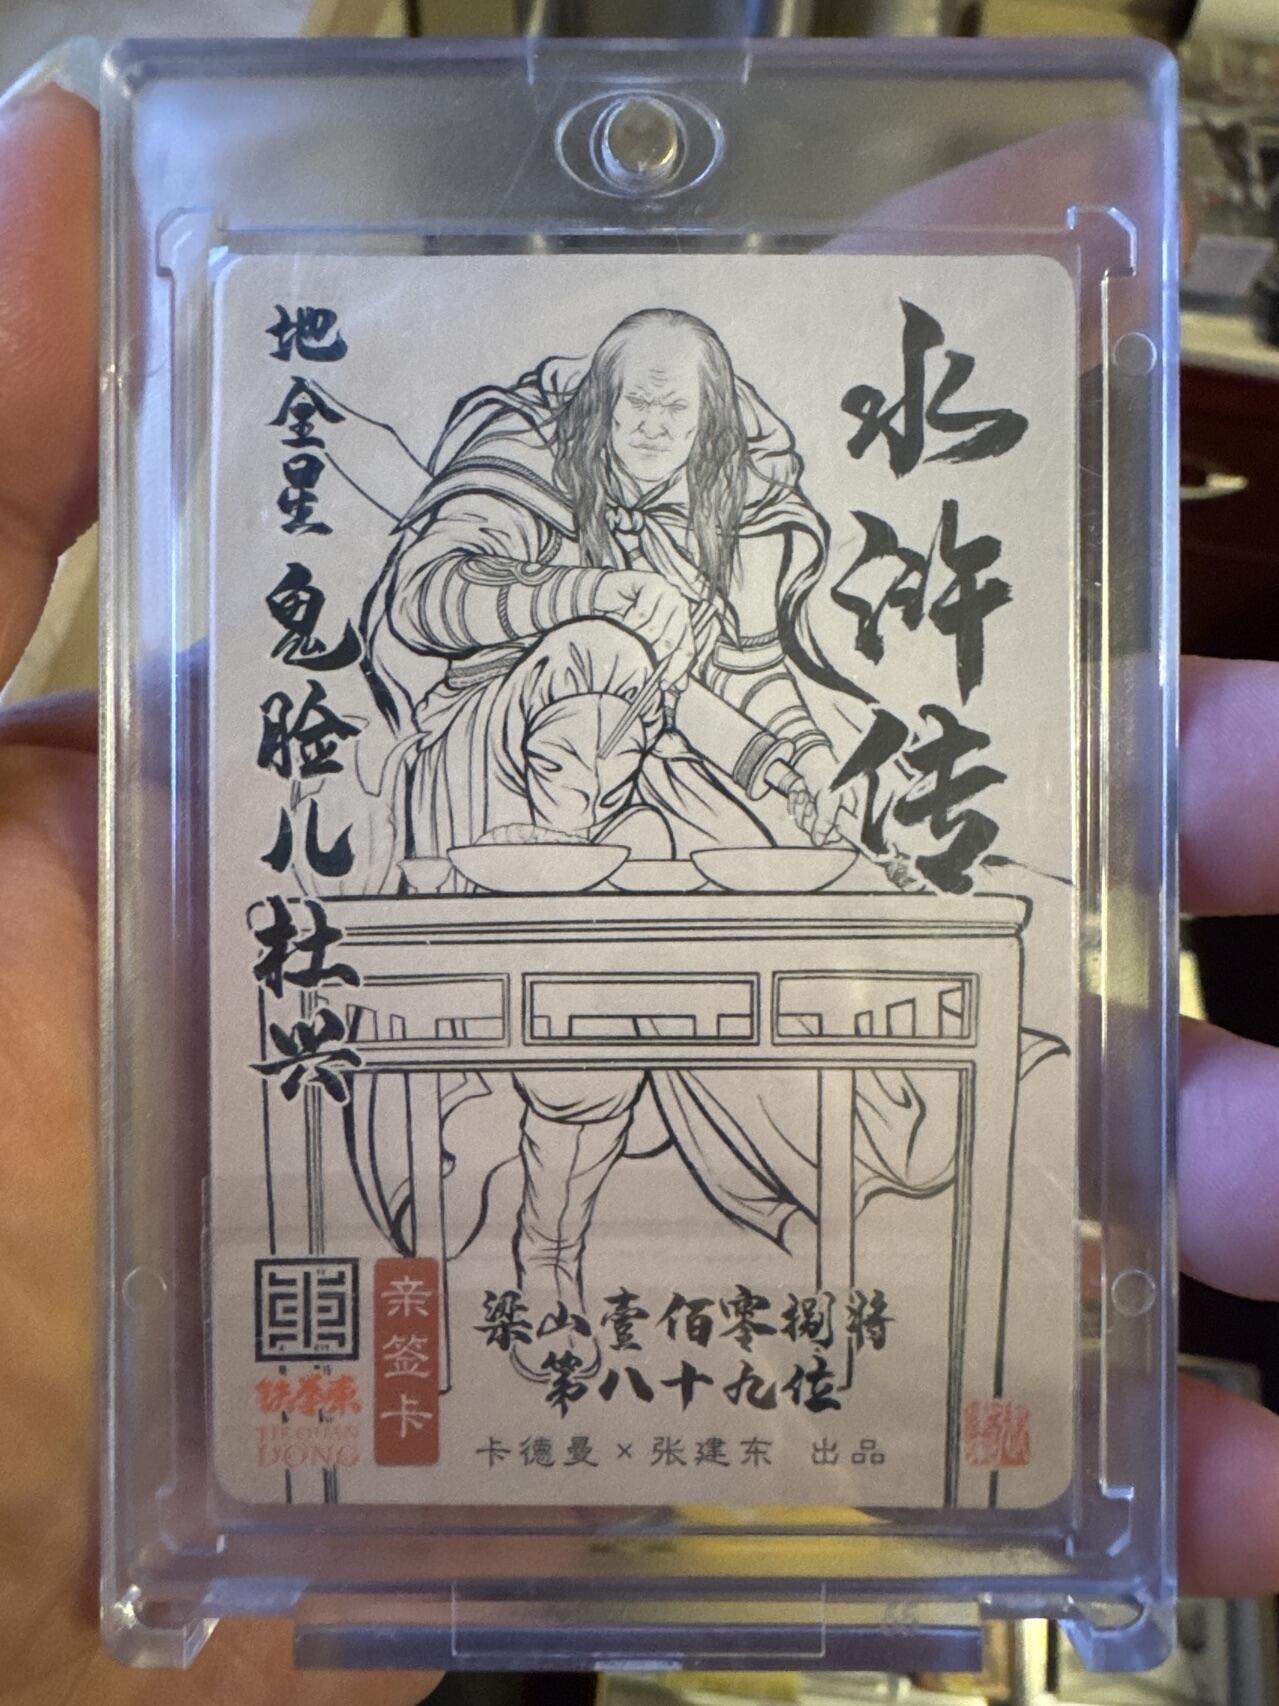 水浒传
地全星
鬼脸儿杜兴
梁山壹佰零捌将
第八十九位
亲签卡
铁拳東
TIE QUAN
DONG
卡德曼×张建东 出品